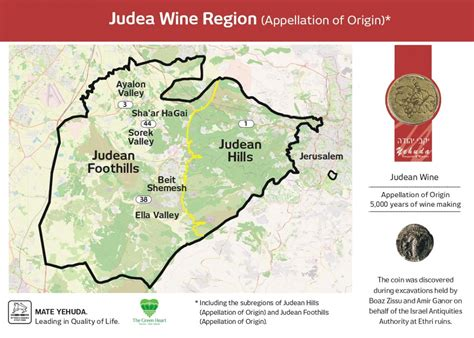 Judea Wine Region (Appellation of Origin)*
Ayalon
Valley
3
Sha'ar HaGai
44
1
Sorek
Valley
Judean
Foothills
Judean
Hills
Jerusalem
Beit
Shemesh
38
Ella Valley
יקבי יהודה
Yehuda
Judean Wine
Appellation of Origin
5,000 years of wine making
The coin was discovered
during excavations held by
Boaz Zissu and Amir Ganor on
behalf of the Israel Antiquities
Authority at Ethri ruins.
MATE YEHUDA.
Leading in Quality of Life.
The Green Heart
* Including the subregions of Judean Hills
(Appellation of Origin) and Judean Foothills
(Appellation of Origin).